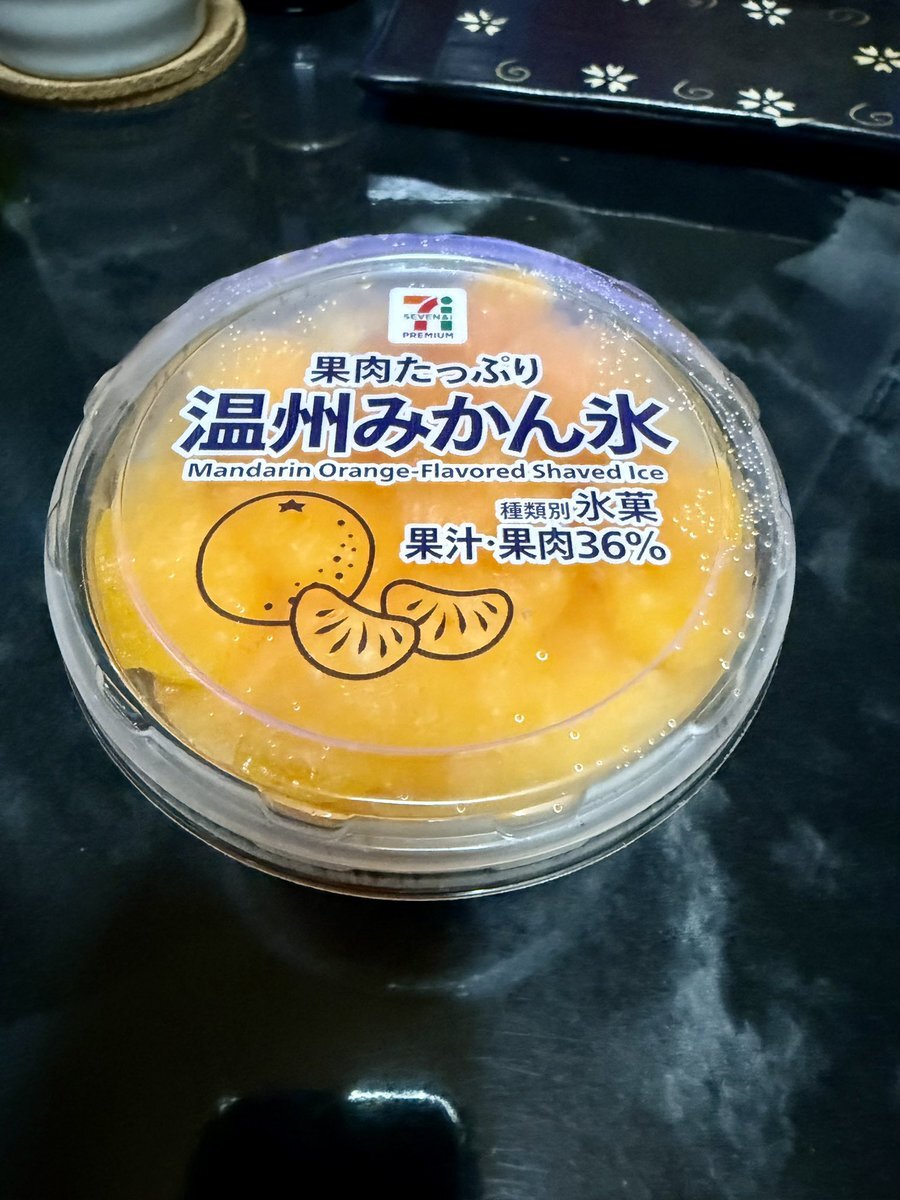 SEVEN&i
PREMIUM
果肉たっぷり
温州みかん氷
Mandarin Orange-Flavored Shaved Ice
種類別 氷菓
果汁・果肉36%